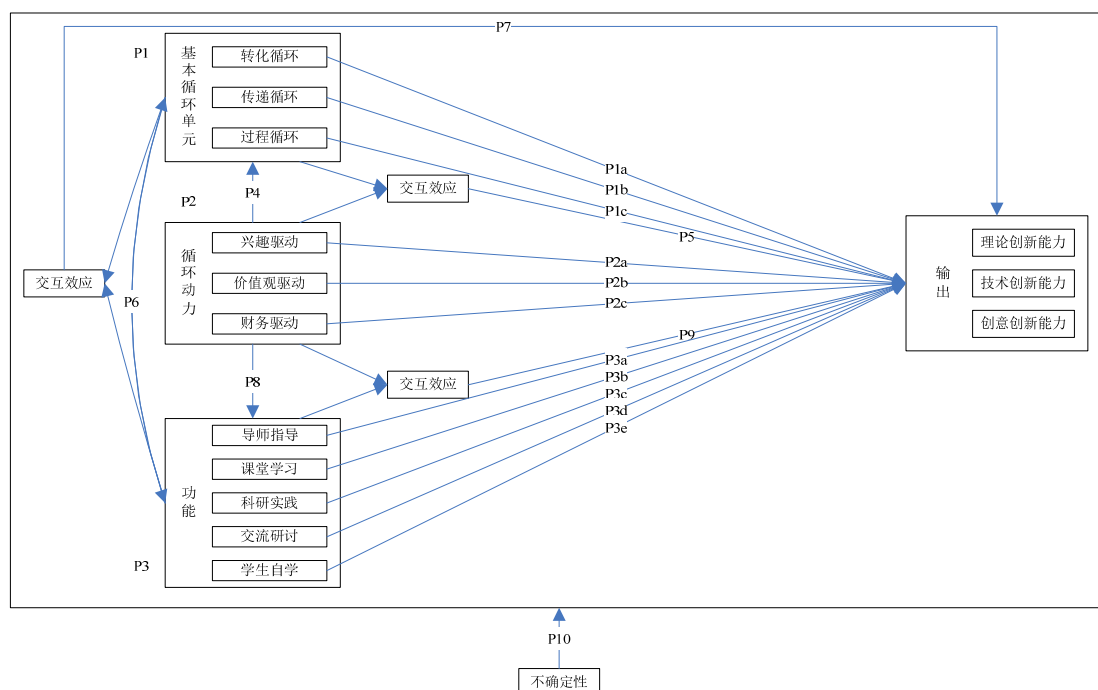 P7
P1
基本循环单元
转化循环
传递循环
过程循环
P1a
P1b
P1c
P4
交互效应
P5
P2
循环动力
兴趣驱动
价值观驱动
财务驱动
P2a
P2b
P2c
交互效应
P6
输出
理论创新能力
技术创新能力
创意创新能力
P9
P8
交互效应
P3a
P3b
P3c
P3d
P3e
P3
功能
导师指导
课堂学习
科研实践
交流研讨
学生自学
P10
不确定性